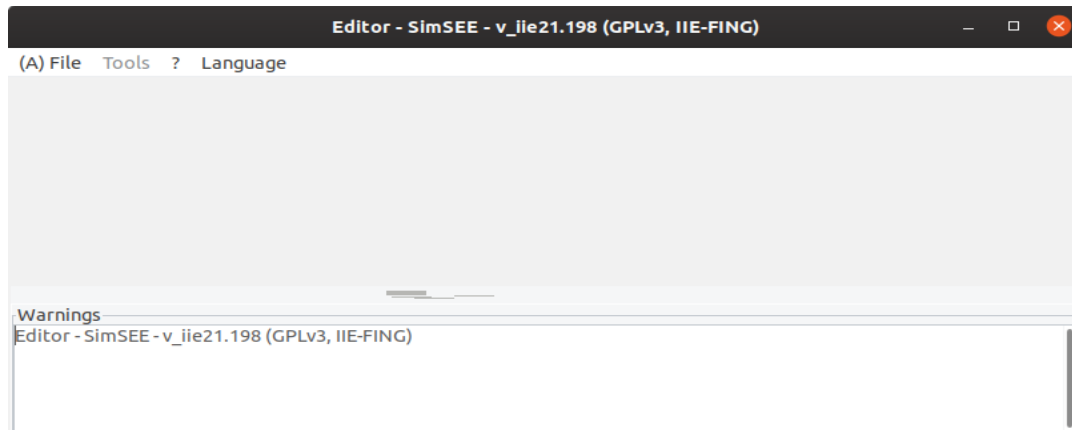 Editor - SimSEE - v_iie21.198 (GPLv3, IIE-FING)
(A) File Tools ? Language
Warnings
Editor - SimSEE - v_iie21.198 (GPLv3, IIE-FING)